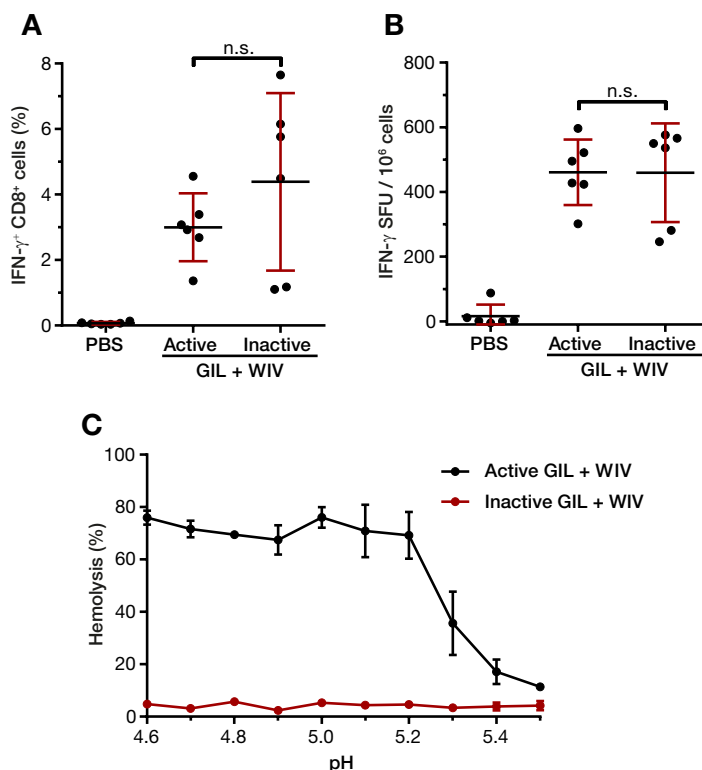 A
IFN-γ⁺ CD8⁺ cells (%)
8
6
4
2
0
n.s.
PBS
Active
Inactive
GIL + WIV
B
IFN-γ SFU / 10⁶ cells
800
600
400
200
0
n.s.
PBS
Active
Inactive
GIL + WIV
C
Hemolysis (%)
100
80
60
40
20
0
Active GIL + WIV
Inactive GIL + WIV
4.6
4.8
5.0
5.2
5.4
pH